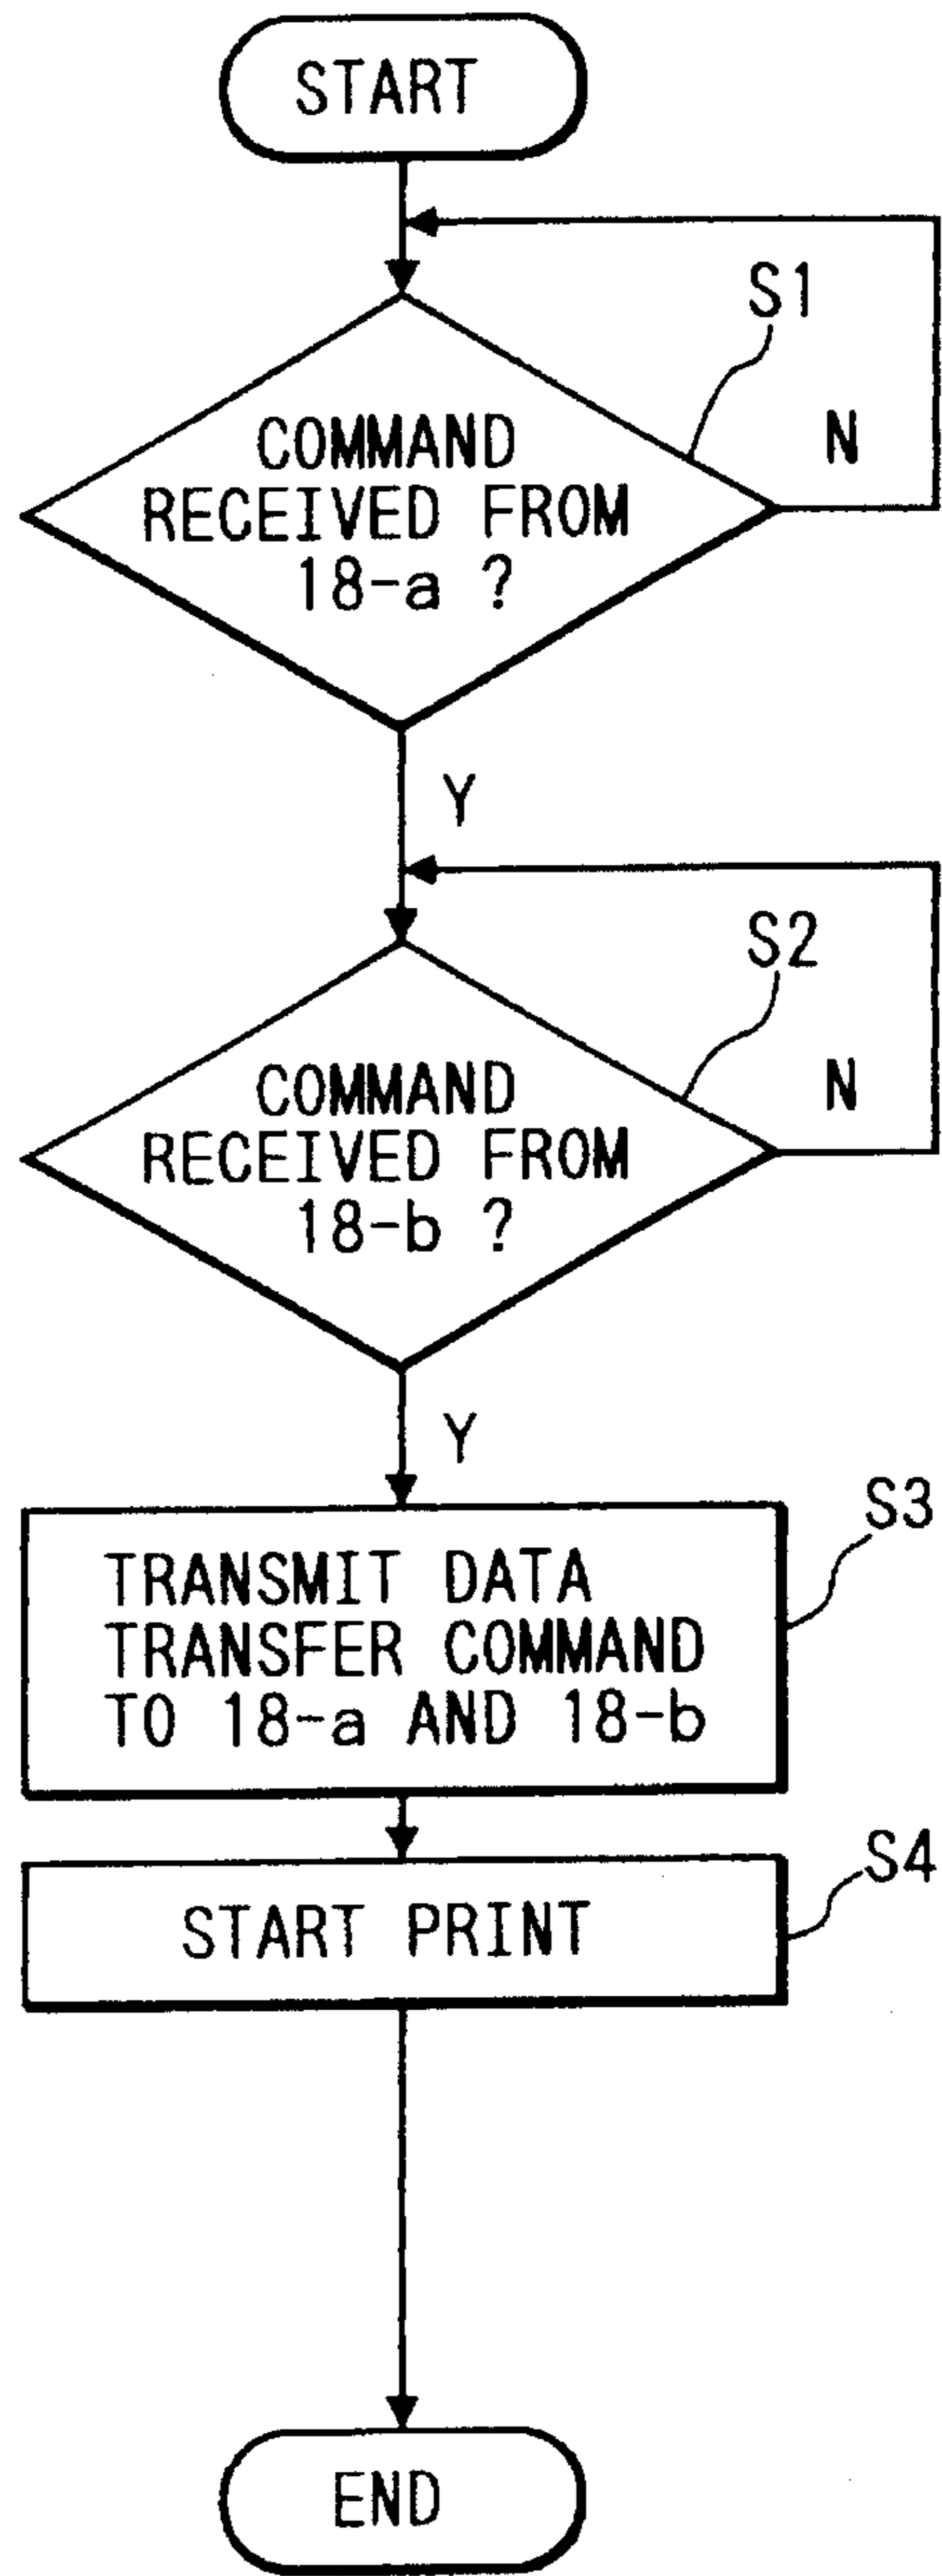 START
S1
COMMAND
RECEIVED FROM
18-a ?
N
Y
S2
COMMAND
RECEIVED FROM
18-b ?
N
Y
S3
TRANSMIT DATA
TRANSFER COMMAND
TO 18-a AND 18-b
S4
START PRINT
END